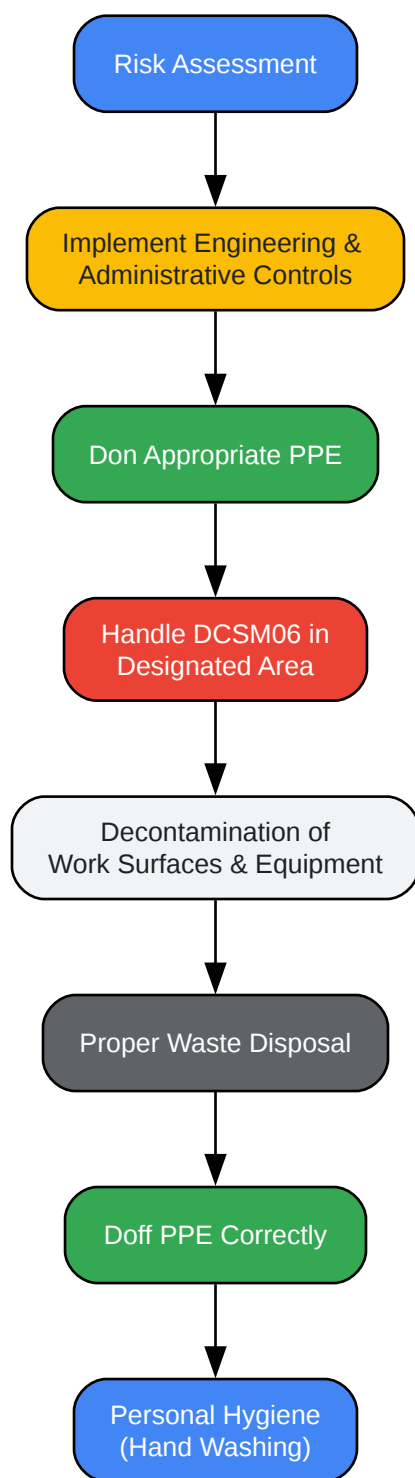 Risk Assessment
Implement Engineering &
Administrative Controls
Don Appropriate PPE
Handle DCSM06 in
Designated Area
Decontamination of
Work Surfaces & Equipment
Proper Waste Disposal
Doff PPE Correctly
Personal Hygiene
(Hand Washing)